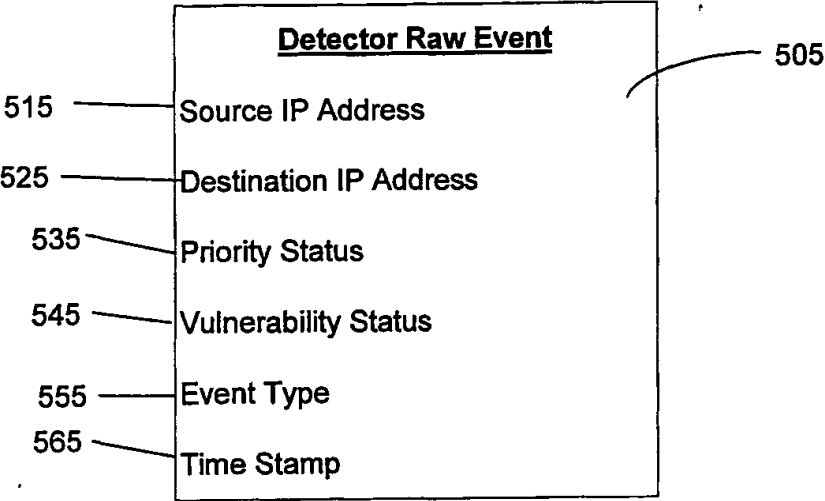 Detector Raw Event
505
515 Source IP Address
525 Destination IP Address
535 Priority Status
545 Vulnerability Status
555 Event Type
565 Time Stamp